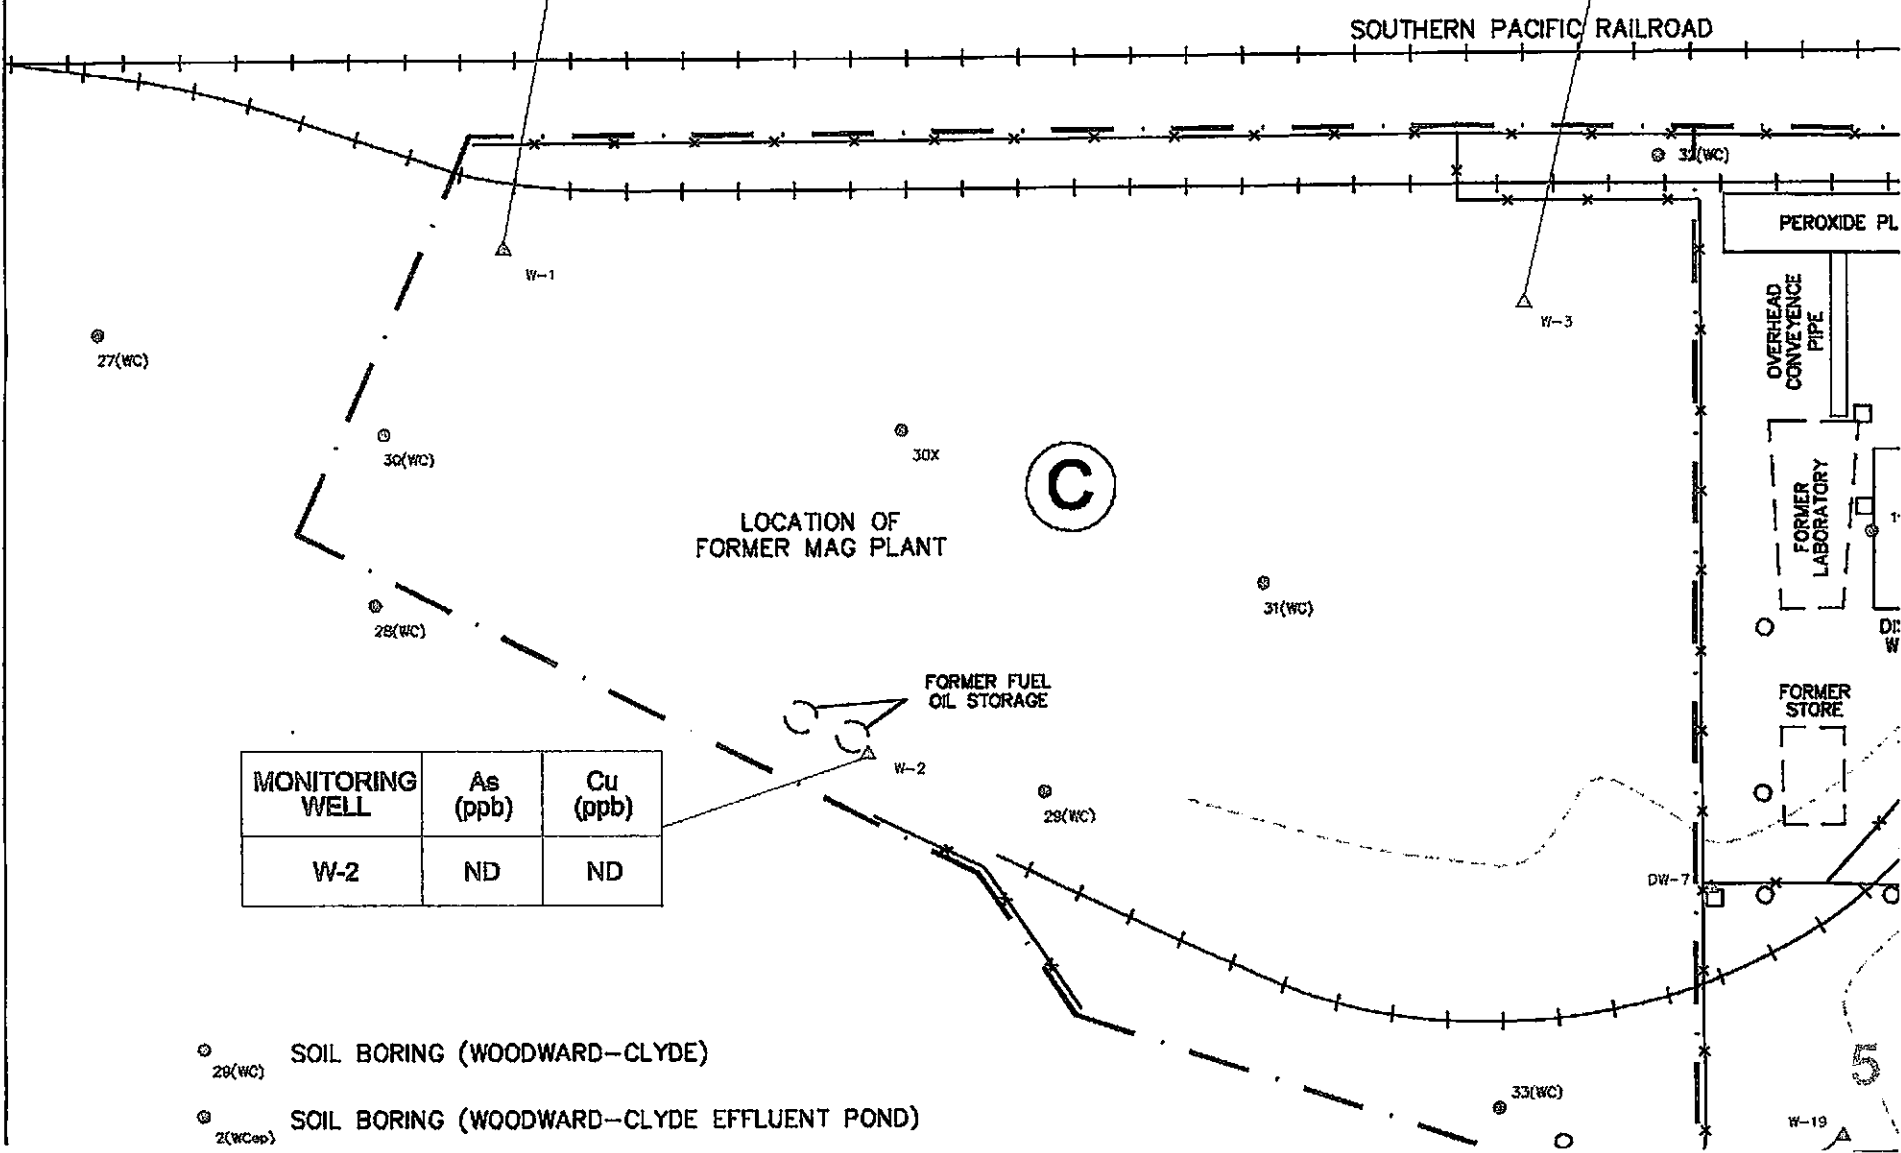 SOUTHERN PACIFIC RAILROAD
(WC)
PEROXIDE PL
W-1
W-3
OVERHEAD
CONVEYENCE
PIPE
27(WC)
30(WC)
30X
C
LOCATION OF
FORMER MAG PLANT
FORMER
LABORATORY
31(WC)
28(WC)
FORMER FUEL
OIL STORAGE
FORMER
STORE
W-2
29(WC)
MONITORING
WELL
As
(ppb)
Cu
(ppb)
W-2
ND
ND
DW-7
29(WC)
SOIL BORING (WOODWARD-CLYDE)
2(WCep)
SOIL BORING (WOODWARD-CLYDE EFFLUENT POND)
33(WC)
5
W-19